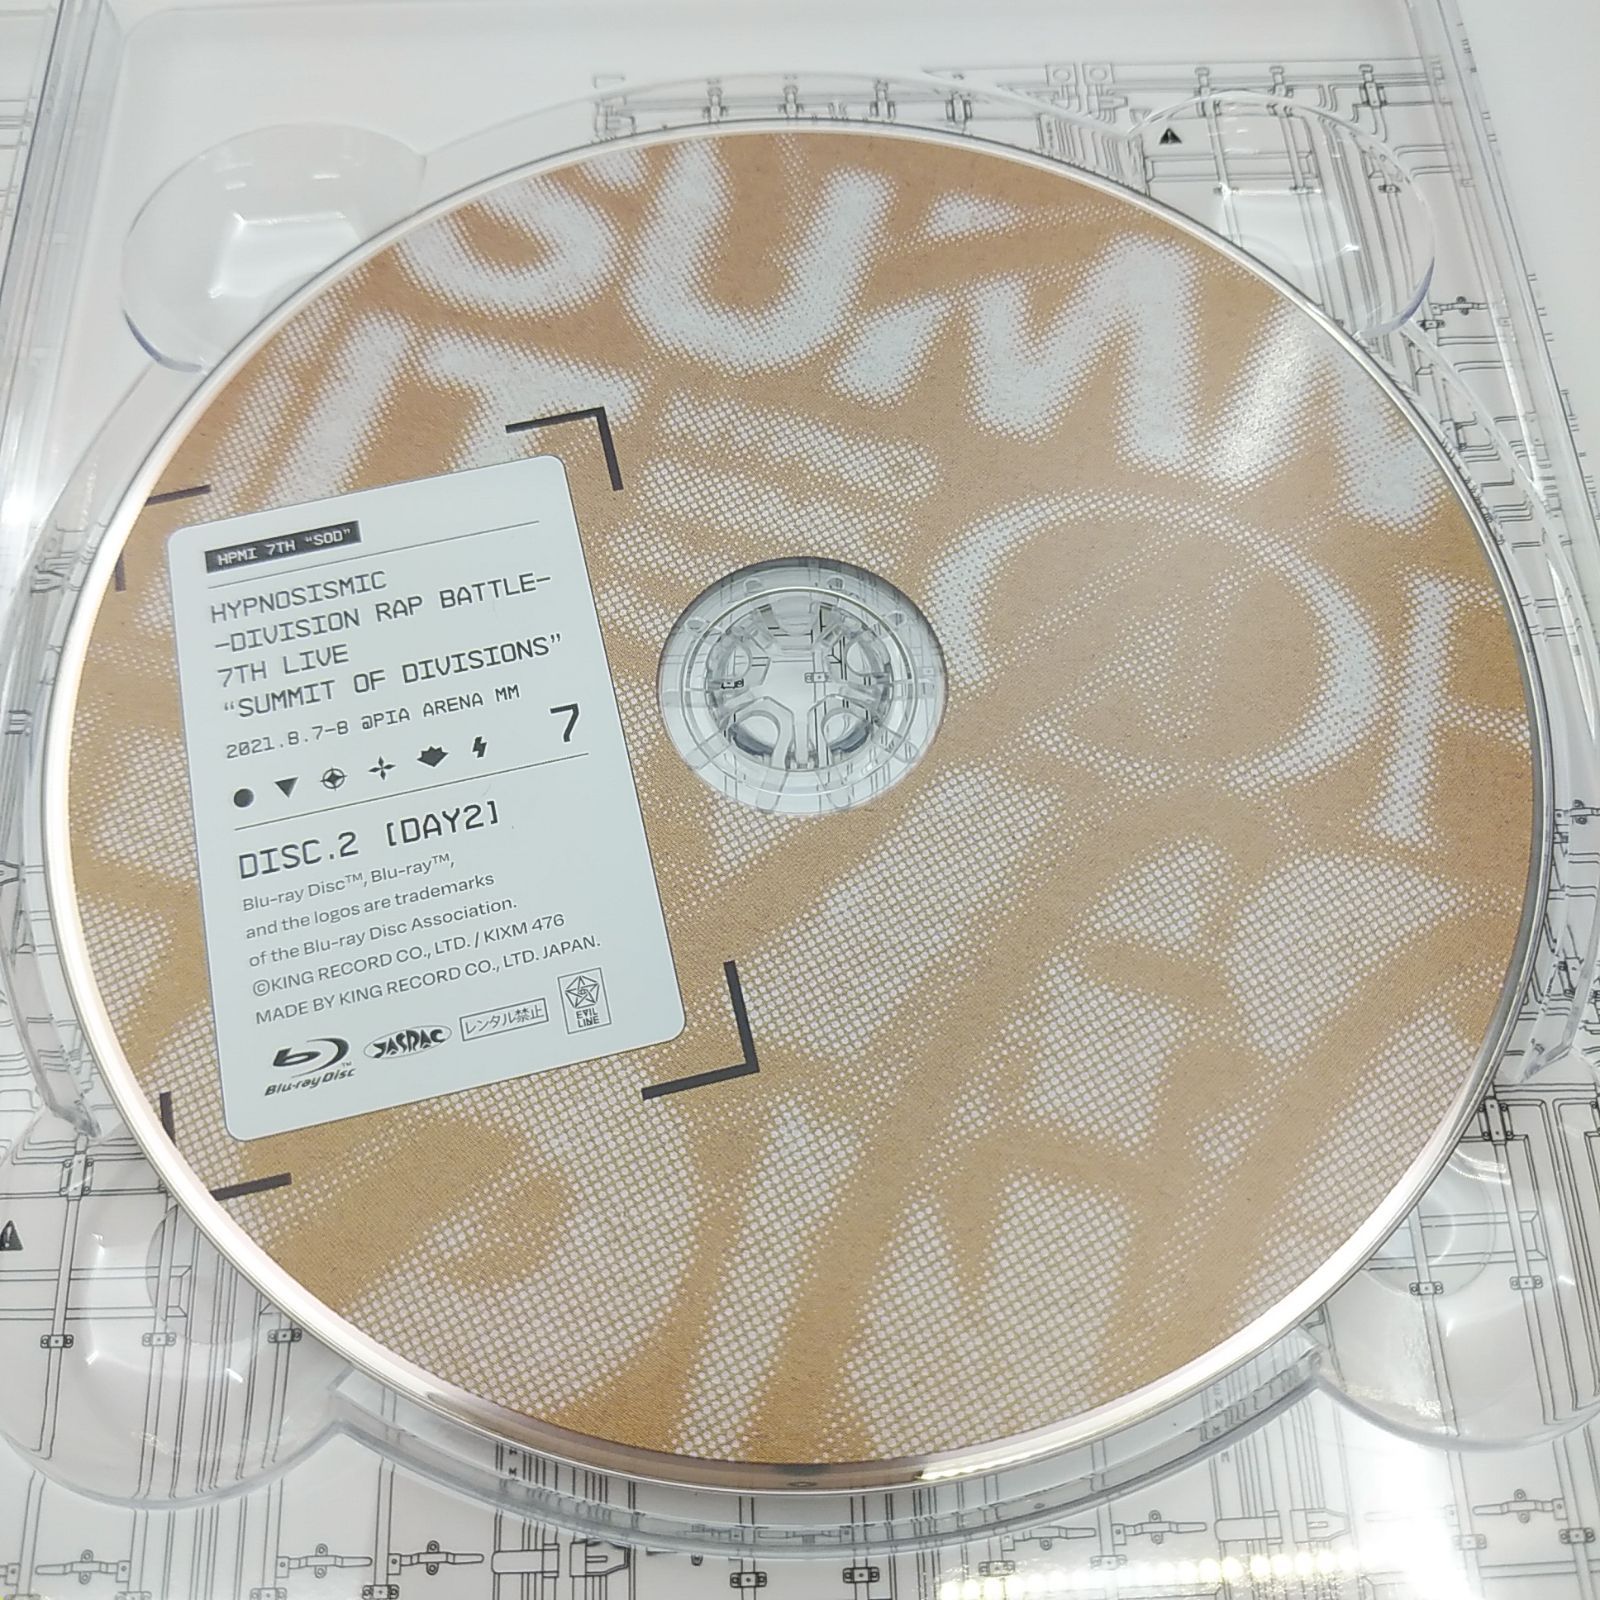 HPMI 7TH “SOD”
HYPNOSISMIC
-DIVISION RAP BATTLE-
7TH LIVE
“SUMMIT OF DIVISIONS”
2021.8.7-8 @PIA ARENA MM
7
DISC.2 [DAY2]
Blu-ray Disc™, Blu-ray™,
and the logos are trademarks
of the Blu-ray Disc Association.
©KING RECORD CO., LTD. / KIXM 476
MADE BY KING RECORD CO., LTD. JAPAN.
Blu-ray Disc™
JASRAC
レンタル禁止
EVIL
LINE